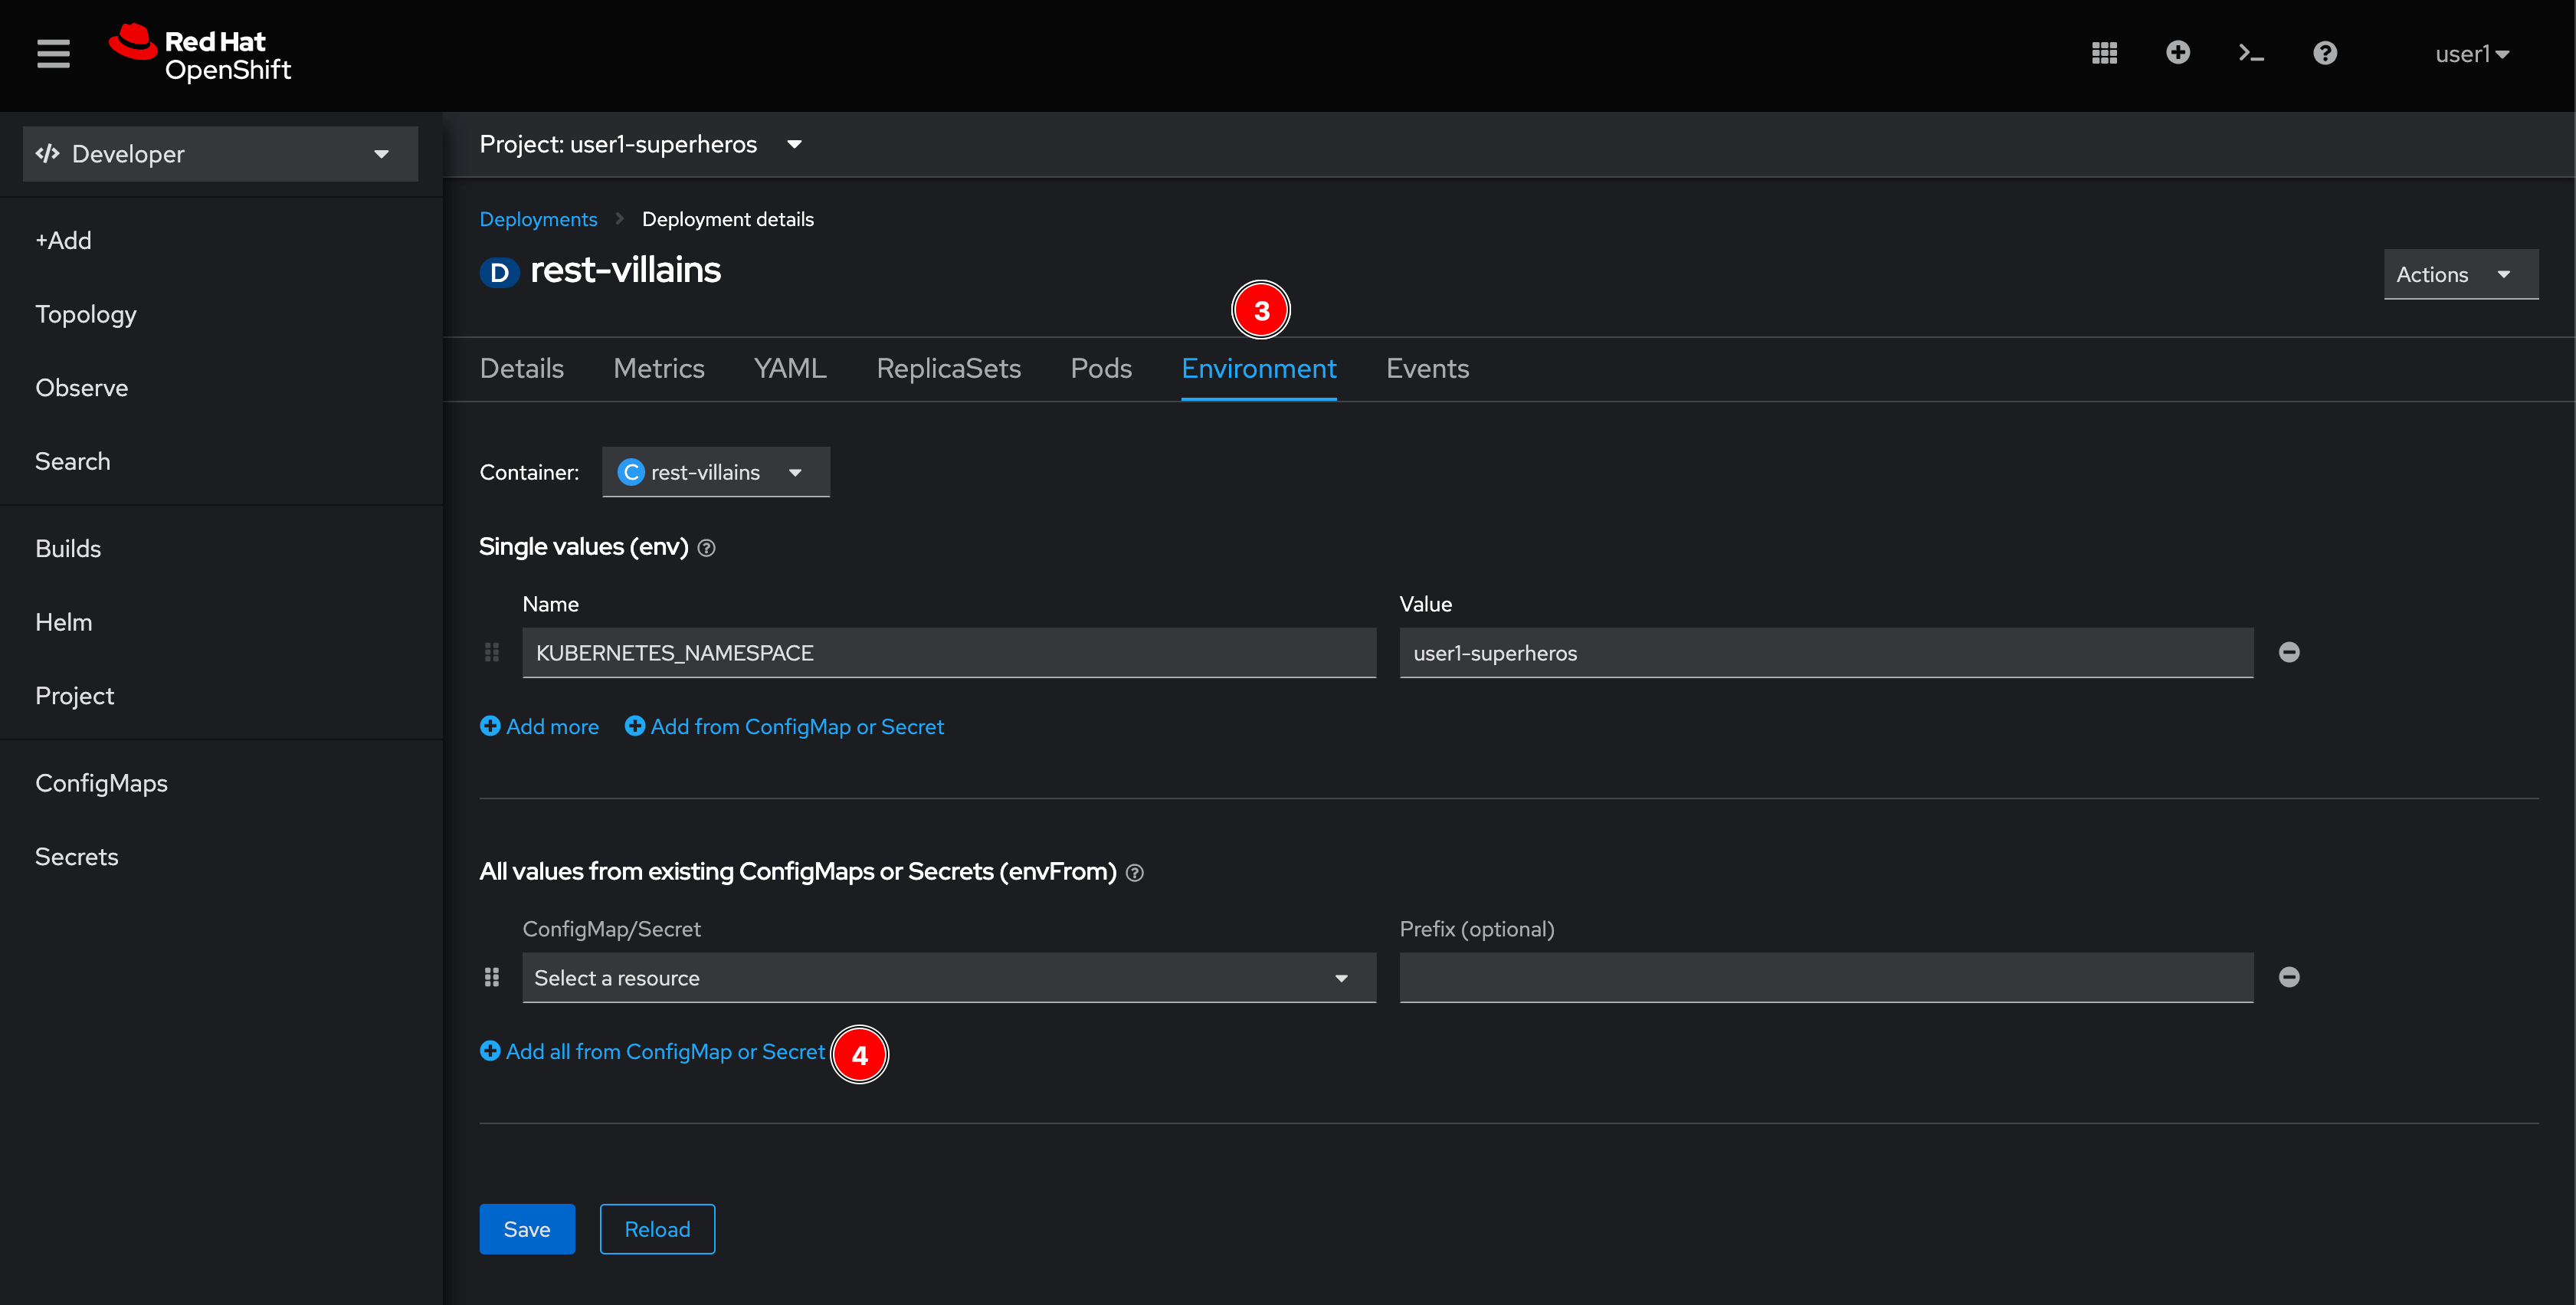 Red Hat
OpenShift
user1
Developer
Project: user1-superheros
+Add
Topology
Observe
Search
Builds
Helm
Project
ConfigMaps
Secrets
Deployments
Deployment details
D rest-villains
Actions
3
Details Metrics YAML ReplicaSets Pods Environment Events
Container: C rest-villains
Single values (env)
Name Value
KUBERNETES_NAMESPACE user1-superheros
Add more Add from ConfigMap or Secret
All values from existing ConfigMaps or Secrets (envFrom)
ConfigMap/Secret Prefix (optional)
Select a resource
Add all from ConfigMap or Secret 4
Save Reload